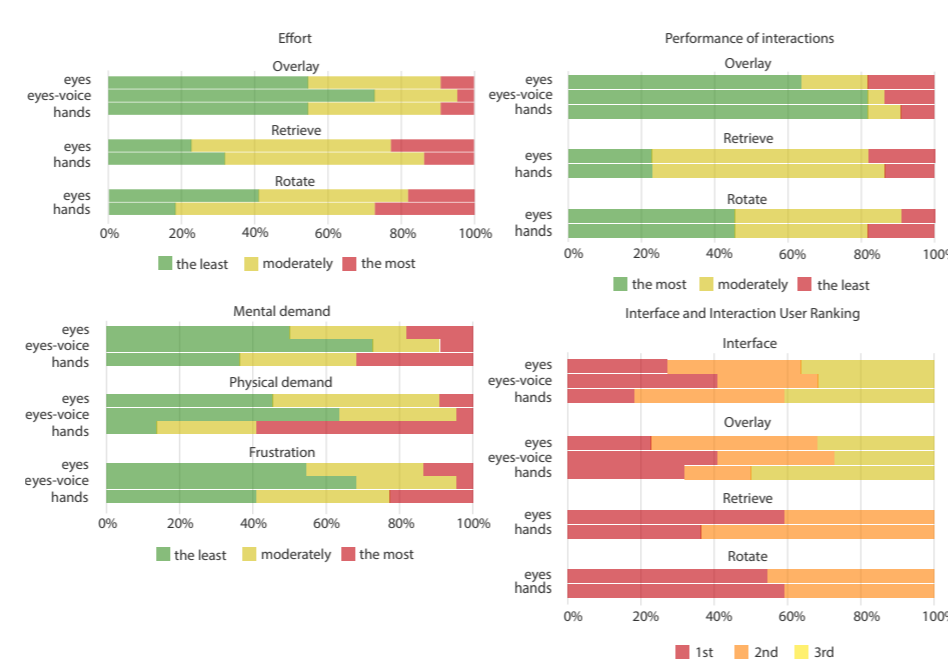 Effort
Overlay
eyes
eyes-voice
hands
Retrieve
eyes
hands
Rotate
eyes
hands
0% 20% 40% 60% 80% 100%
the least moderately the most
Mental demand
eyes
eyes-voice
hands
Physical demand
eyes
eyes-voice
hands
Frustration
eyes
eyes-voice
hands
0% 20% 40% 60% 80% 100%
the least moderately the most
Performance of interactions
Overlay
eyes
eyes-voice
hands
Retrieve
eyes
hands
Rotate
eyes
hands
0% 20% 40% 60% 80% 100%
the most moderately the least
Interface and Interaction User Ranking
Interface
eyes
eyes-voice
hands
Overlay
eyes
eyes-voice
hands
Retrieve
eyes
hands
Rotate
eyes
hands
0% 20% 40% 60% 80% 100%
1st 2nd 3rd